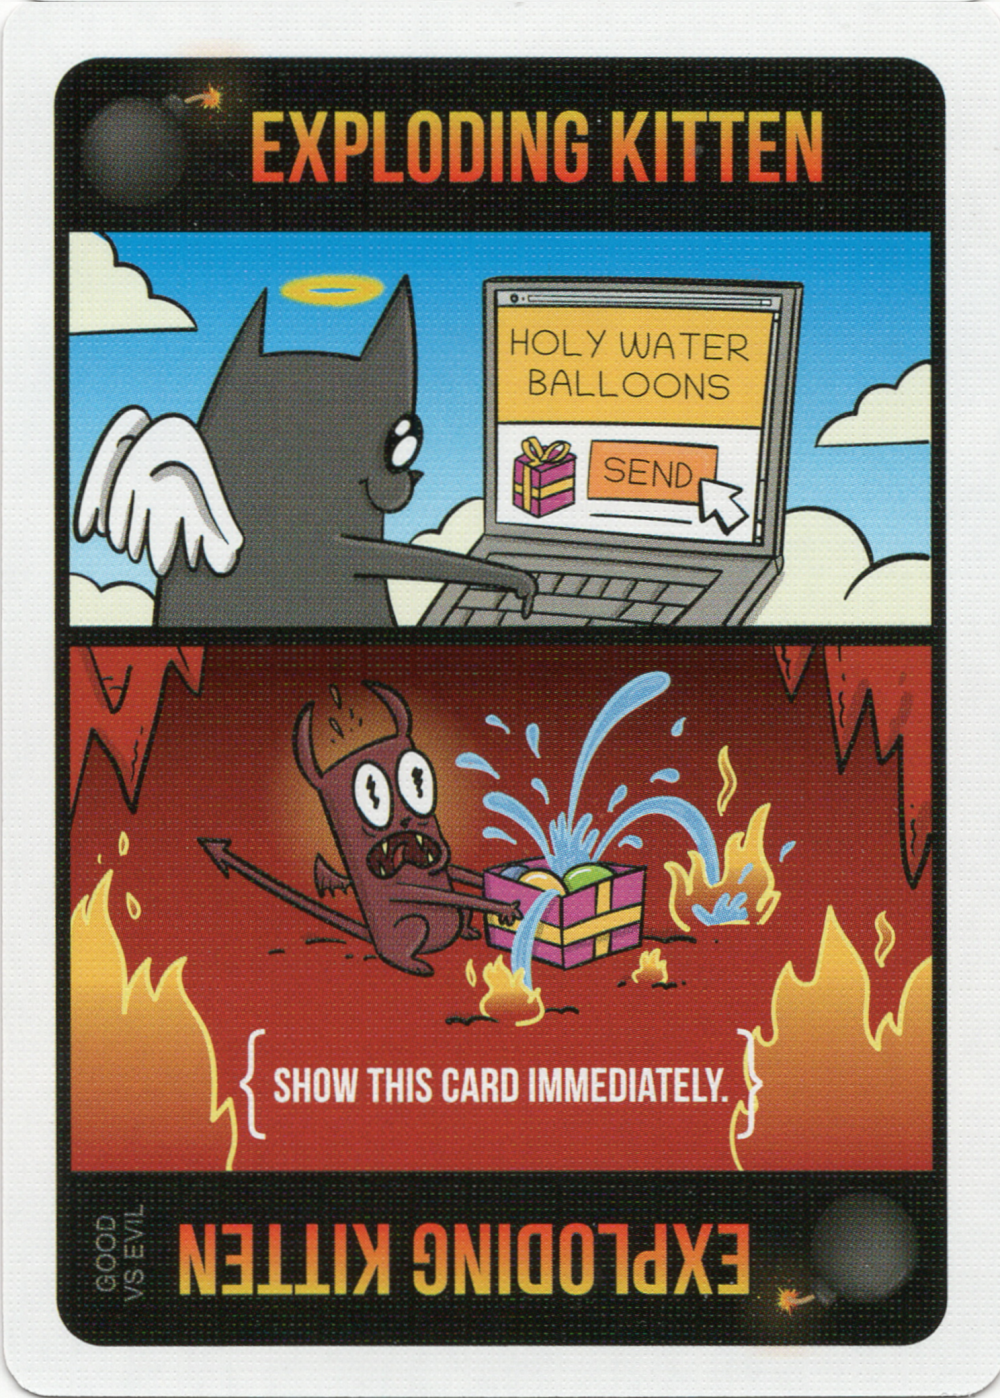 EXPLODING KITTEN
HOLY WATER
BALLOONS
SEND
{ SHOW THIS CARD IMMEDIATELY. }
GOOD
VS EVIL
EXPLODING KITTEN